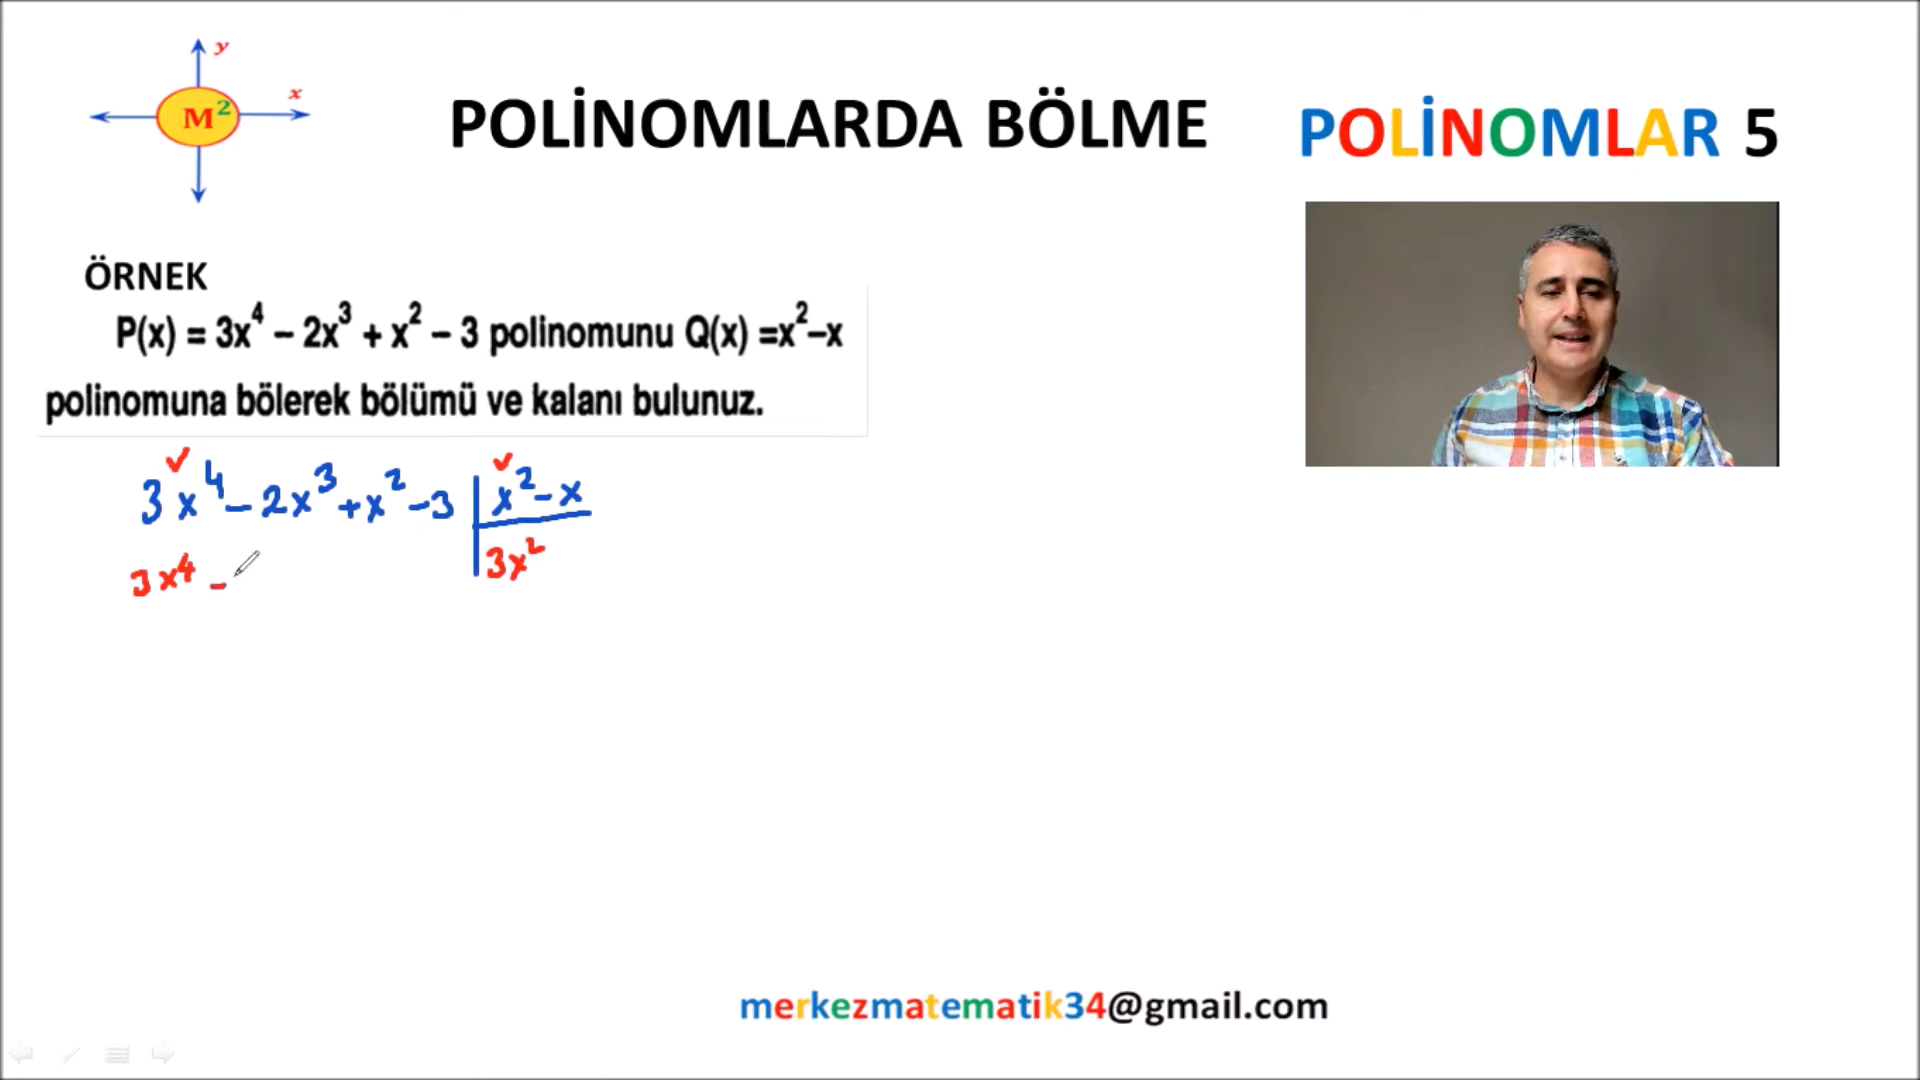 y
x
M²
POLİNOMLARDA BÖLME
POLİNOMLAR 5
ÖRNEK
P(x) = 3x⁴ – 2x³ + x² – 3 polinomunu Q(x) =x²–x
polinomuna bölerek bölümü ve kalanı bulunuz.
3x⁴ – 2x³ + x² – 3 | x² – x
3x⁴ – 3x²
merkezmatematik34@gmail.com